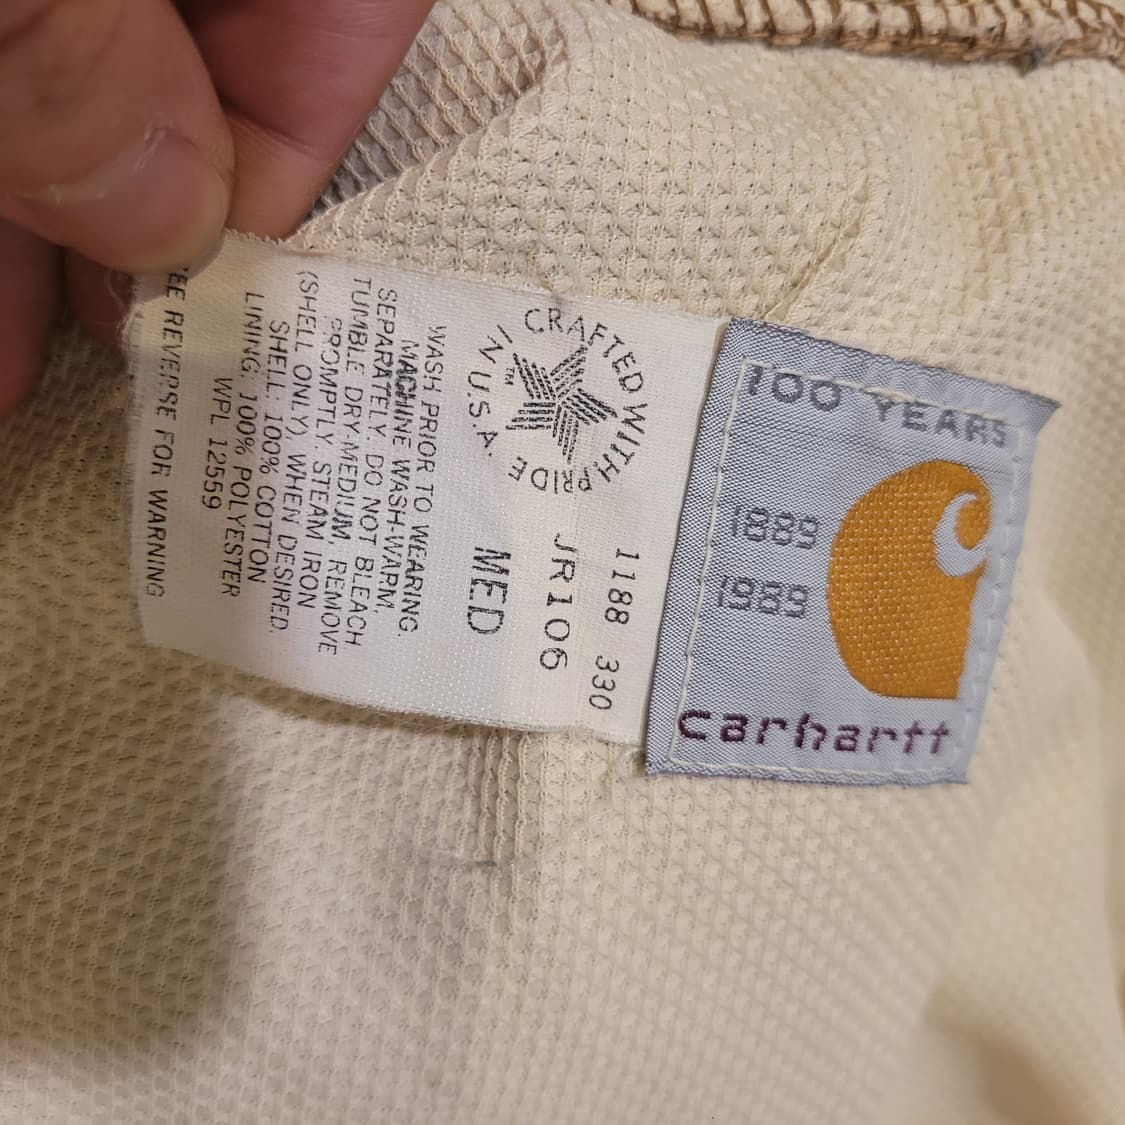 100 YEARS
1889
1989
carhartt
1188 330
JR106
MED
CRAFTED WITH PRIDE IN U.S.A.
TM
WASH PRIOR TO WEARING.
MACHINE WASH-WARM,
SEPARATELY. DO NOT BLEACH.
TUMBLE DRY-MEDIUM, REMOVE
PROMPTLY. STEAM IRON
(SHELL ONLY), WHEN DESIRED.
SHELL: 100% COTTON
LINING: 100% POLYESTER
WPL 12559
EE REVERSE FOR WARNING